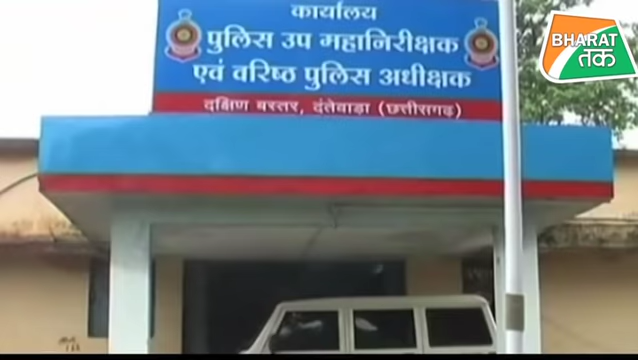 कार्यालय
पुलिस उप महानिरीक्षक
एवं वरिष्ठ पुलिस अधीक्षक
दक्षिण बस्तर, दंतेवाड़ा (छत्तीसगढ़)
BHARAT
तक